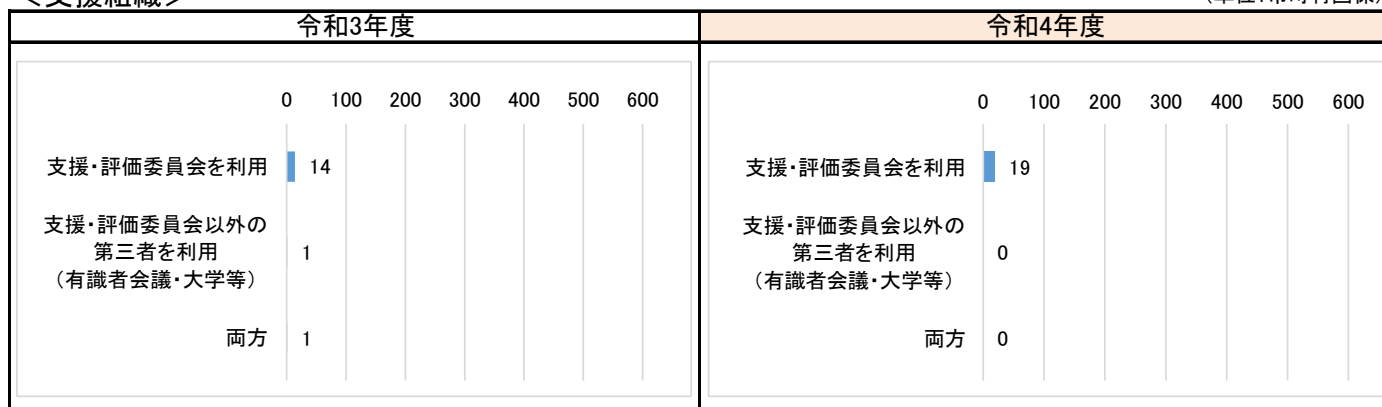 <支援組織>
令和3年度
令和4年度
0 100 200 300 400 500 600
支援・評価委員会を利用 14
支援・評価委員会以外の
第三者を利用 1
(有識者会議・大学等)
両方 1
0 100 200 300 400 500 600
支援・評価委員会を利用 19
支援・評価委員会以外の
第三者を利用 0
(有識者会議・大学等)
両方 0